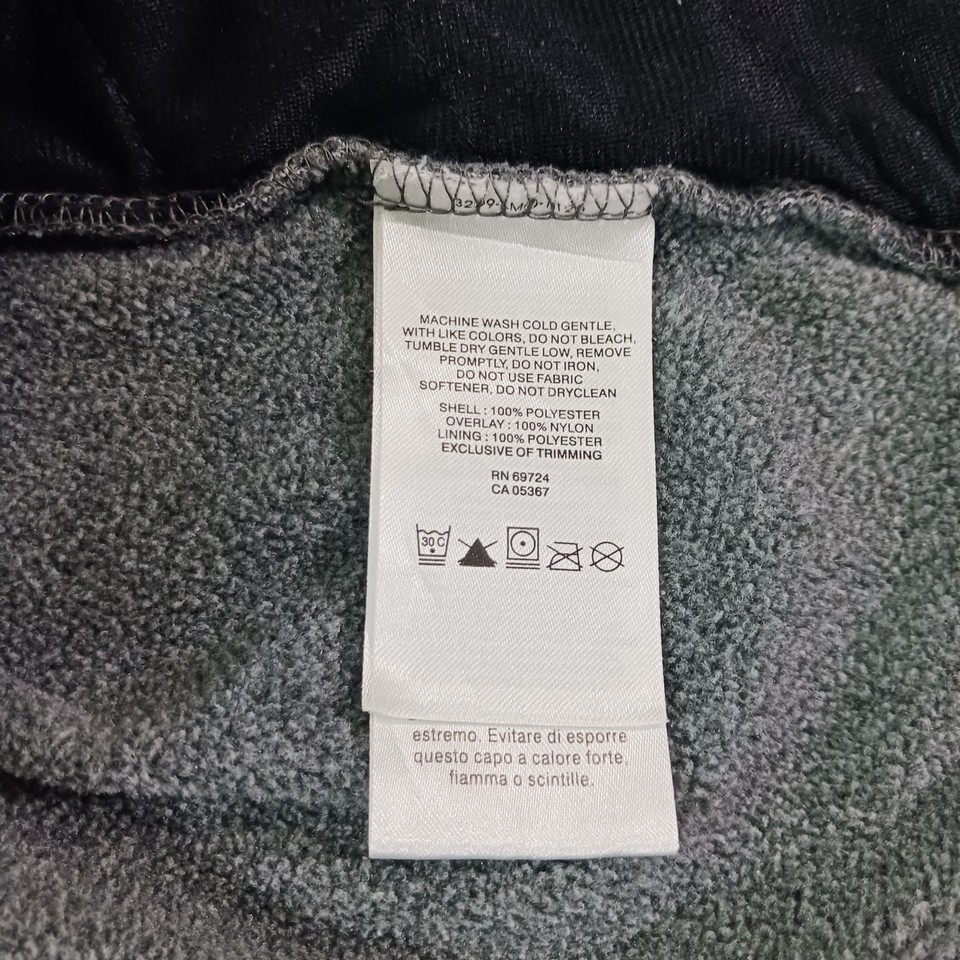 MACHINE WASH COLD GENTLE,
WITH LIKE COLORS, DO NOT BLEACH,
TUMBLE DRY GENTLE LOW, REMOVE
PROMPTLY, DO NOT IRON,
DO NOT USE FABRIC
SOFTENER, DO NOT DRYCLEAN
SHELL : 100% POLYESTER
OVERLAY : 100% NYLON
LINING : 100% POLYESTER
EXCLUSIVE OF TRIMMING
RN 69724
CA 05367
30 C
estremo. Evitare di esporre
questo capo a calore forte,
fiamma o scintille.